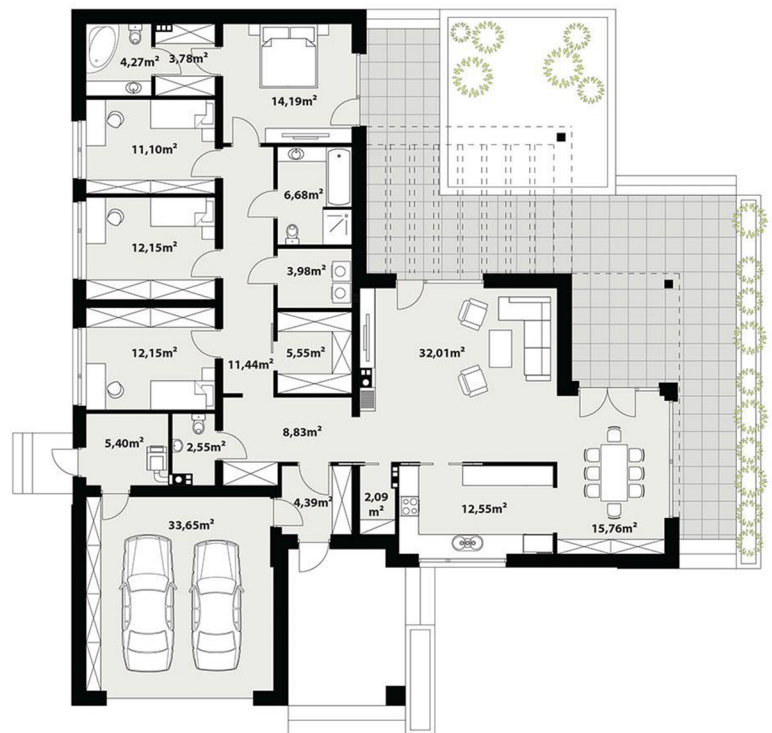 4,27m²
3,78m²
14,19m²
11,10m²
6,68m²
12,15m²
3,98m²
12,15m²
11,44m²
5,55m²
32,01m²
5,40m²
2,55m²
8,83m²
33,65m²
4,39m²
2,09
m²
12,55m²
15,76m²